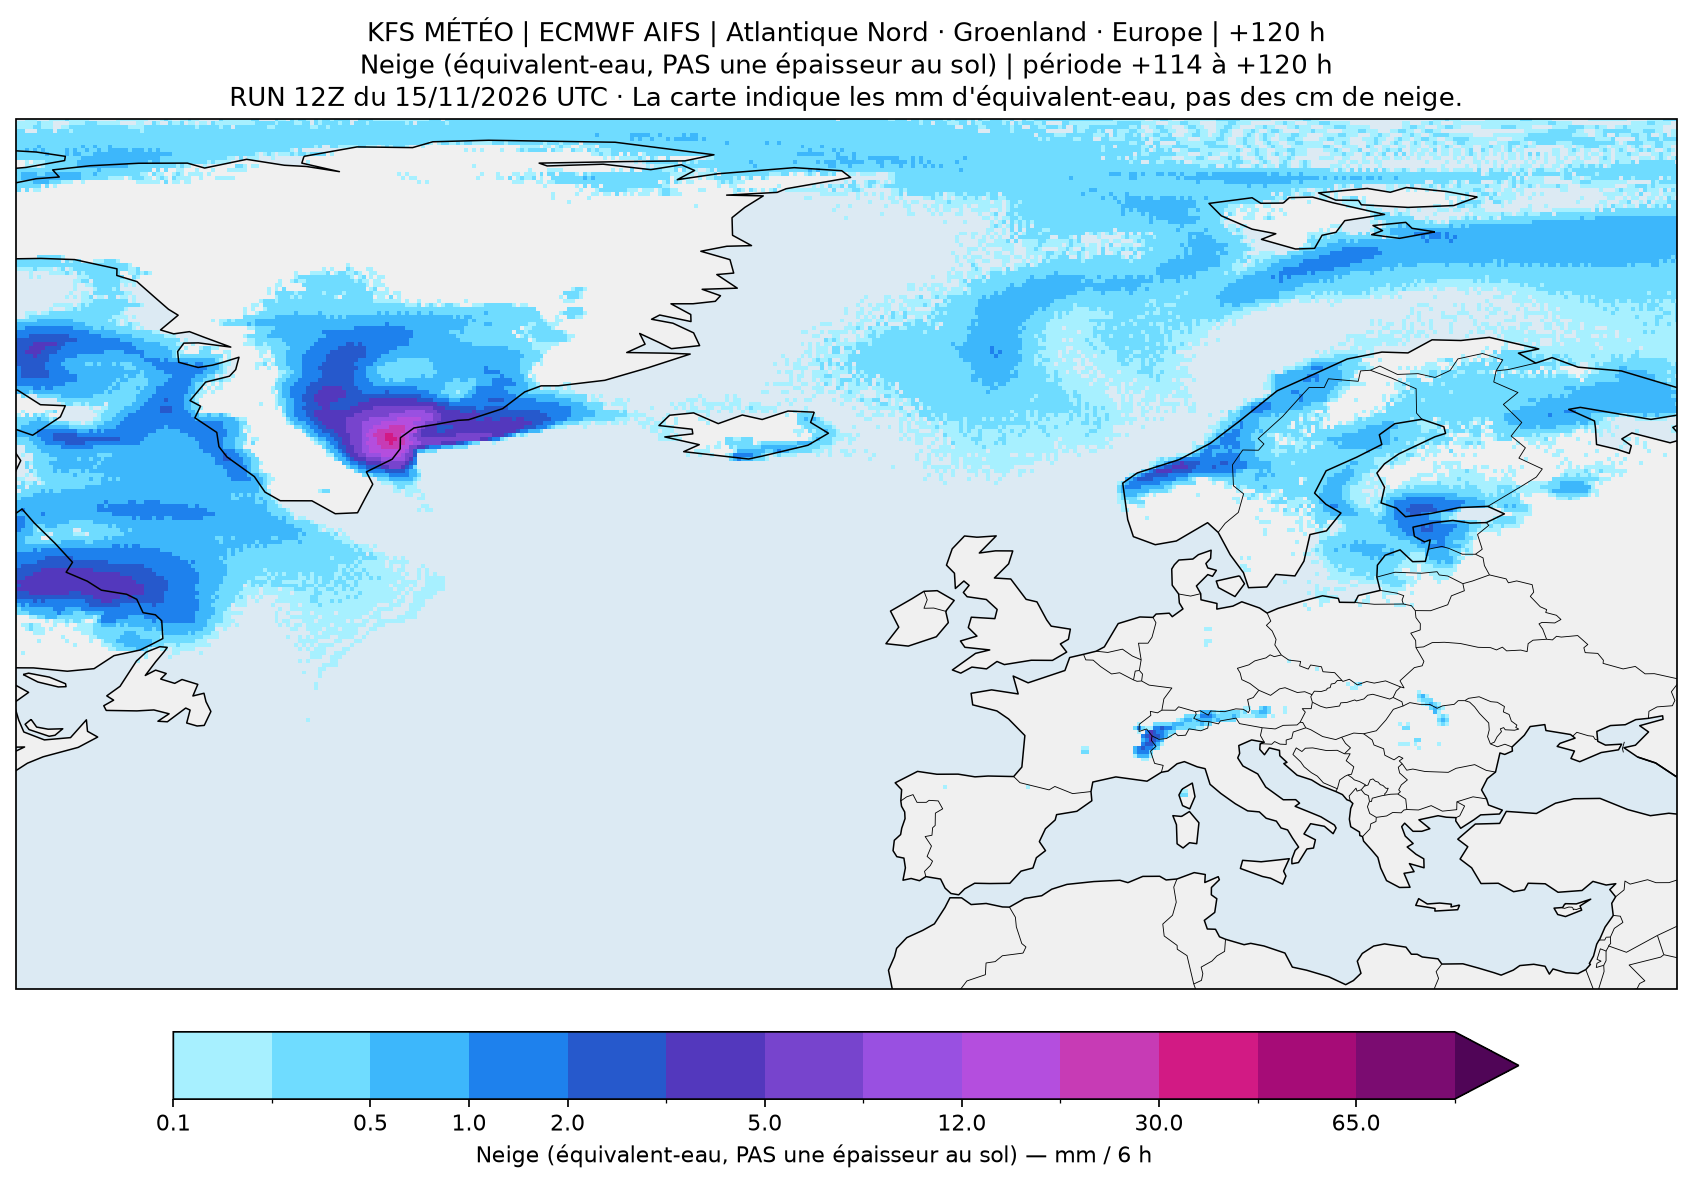 KFS MÉTÉO | ECMWF AIFS | Atlantique Nord · Groenland · Europe | +120 h
Neige (équivalent-eau, PAS une épaisseur au sol) | période +114 à +120 h
RUN 12Z du 15/11/2026 UTC · La carte indique les mm d'équivalent-eau, pas des cm de neige.
0.1 0.5 1.0 2.0 5.0 12.0 30.0 65.0
Neige (équivalent-eau, PAS une épaisseur au sol) — mm / 6 h